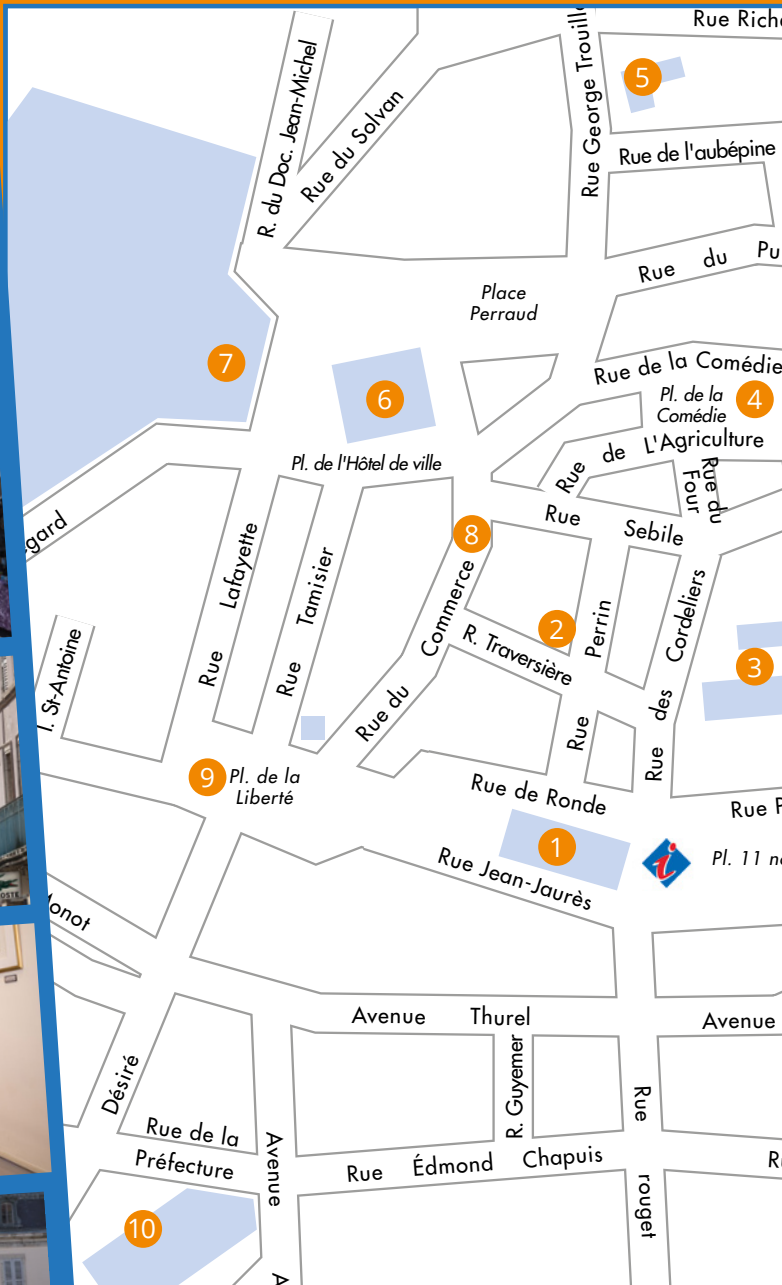 Rue Rich
R. du Doc. Jean-Michel
Rue du Solvan
Rue George Trouill
5
Rue de l'aubépine
Rue du Pu
Place
Perraud
7
6
Rue de la Comédie
Pl. de la
Comédie
4
Rue de L'Agriculture
Rue du
Four
Pl. de l'Hôtel de ville
egard
Rue Lafayette
Rue Tamisier
8
Rue Sebile
Rue du Commerce
2
R. Traversière
Rue Perrin
Rue des Cordeliers
3
. St-Antoine
9
Pl. de la
Liberté
Rue de Ronde
Rue P
1
i
Pl. 11 no
Rue Jean-Jaurès
Monot
Avenue Thurel
Avenue
Désiré
R. Guyemer
Rue rouget
Rue de la
Préfecture
Avenue
Rue Édmond Chapuis
Ru
10
A